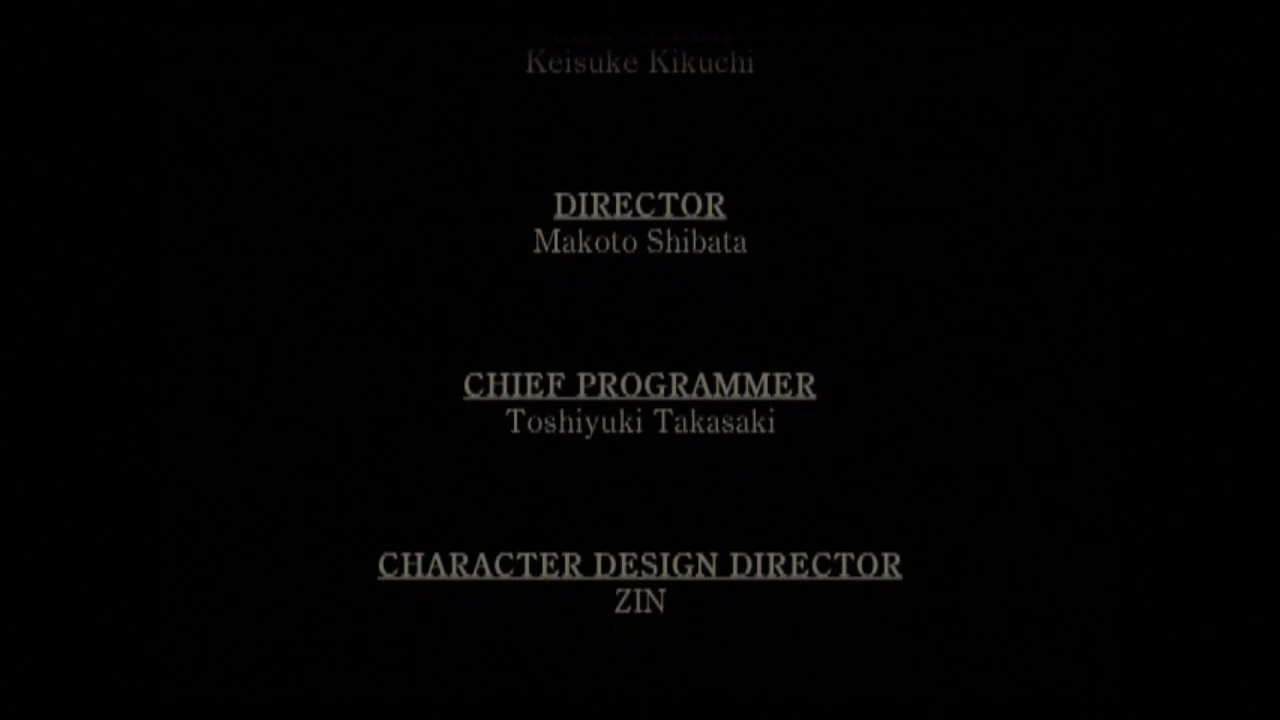 Keisuke Kikuchi
DIRECTOR
Makoto Shibata
CHIEF PROGRAMMER
Toshiyuki Takasaki
CHARACTER DESIGN DIRECTOR
ZIN